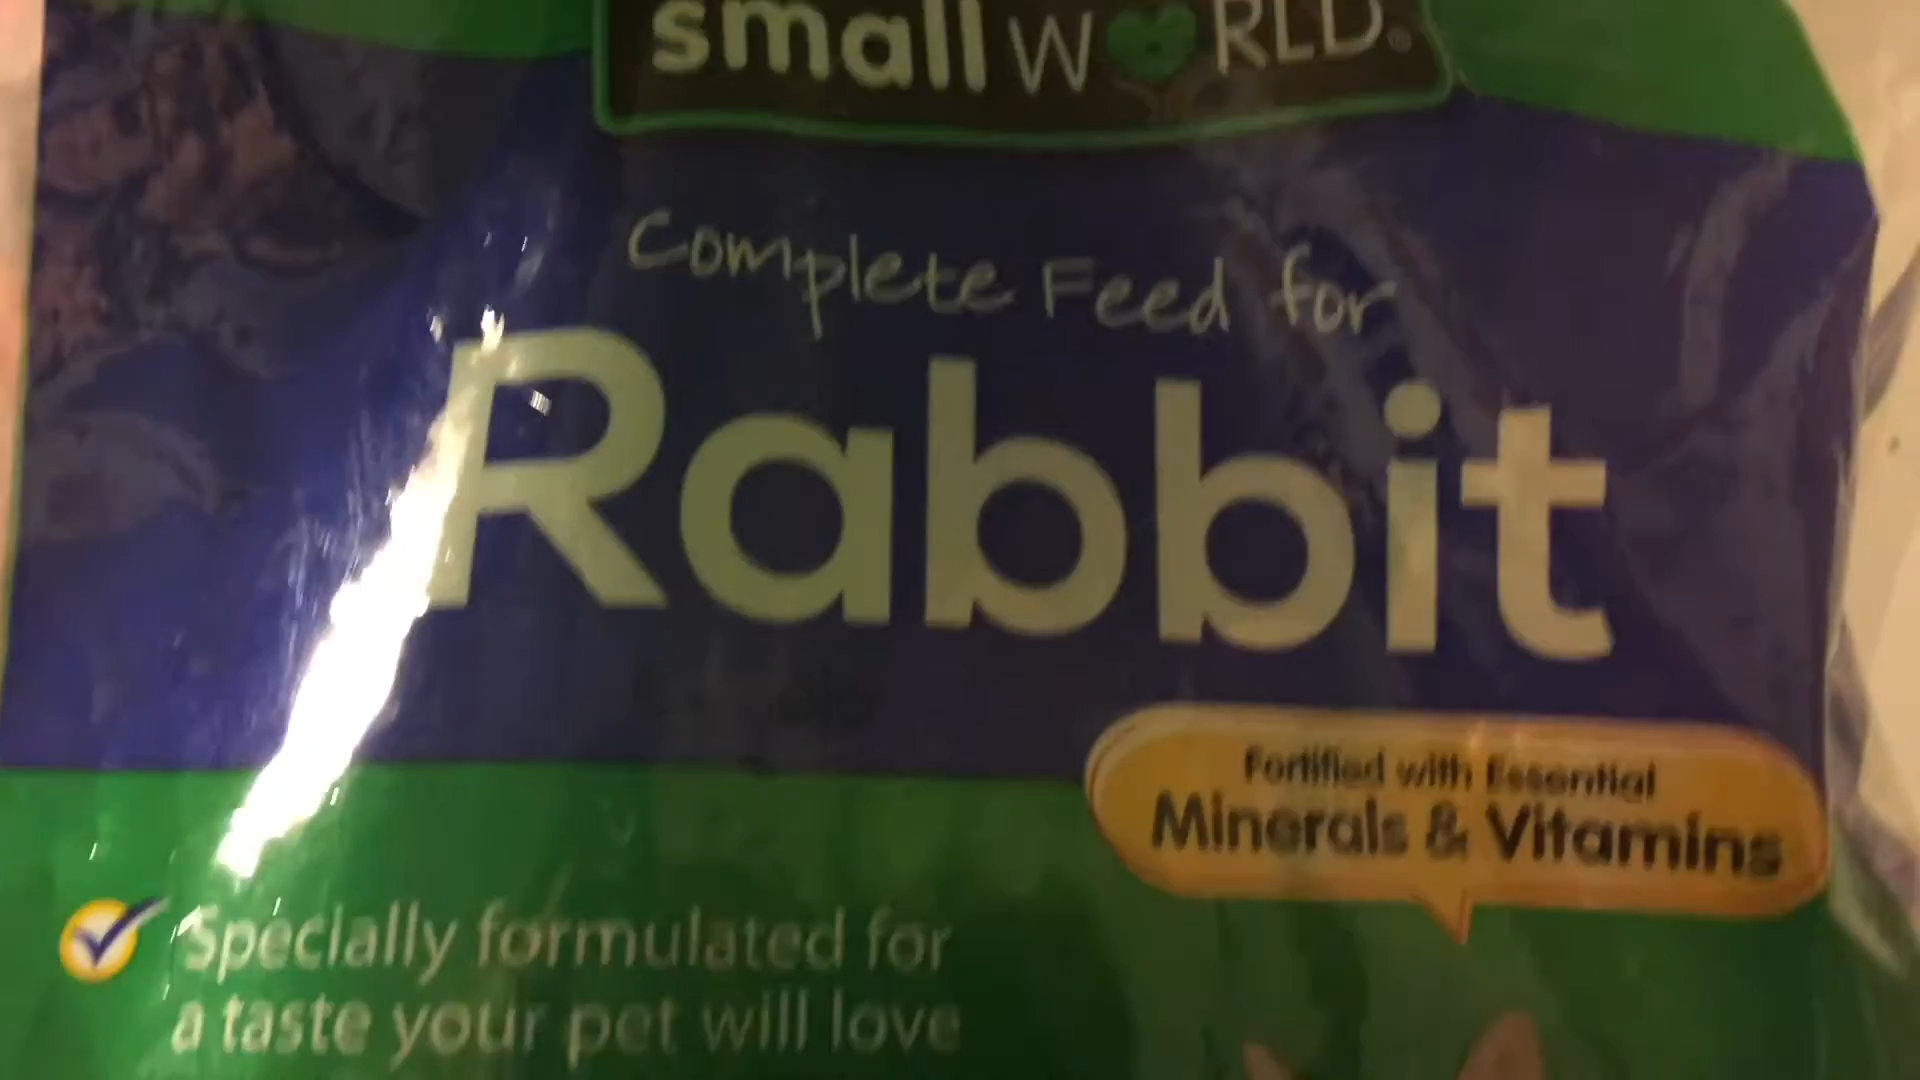 small WORLD®
Complete Feed for
Rabbit
Fortified with Essential
Minerals & Vitamins
Specially formulated for
a taste your pet will love